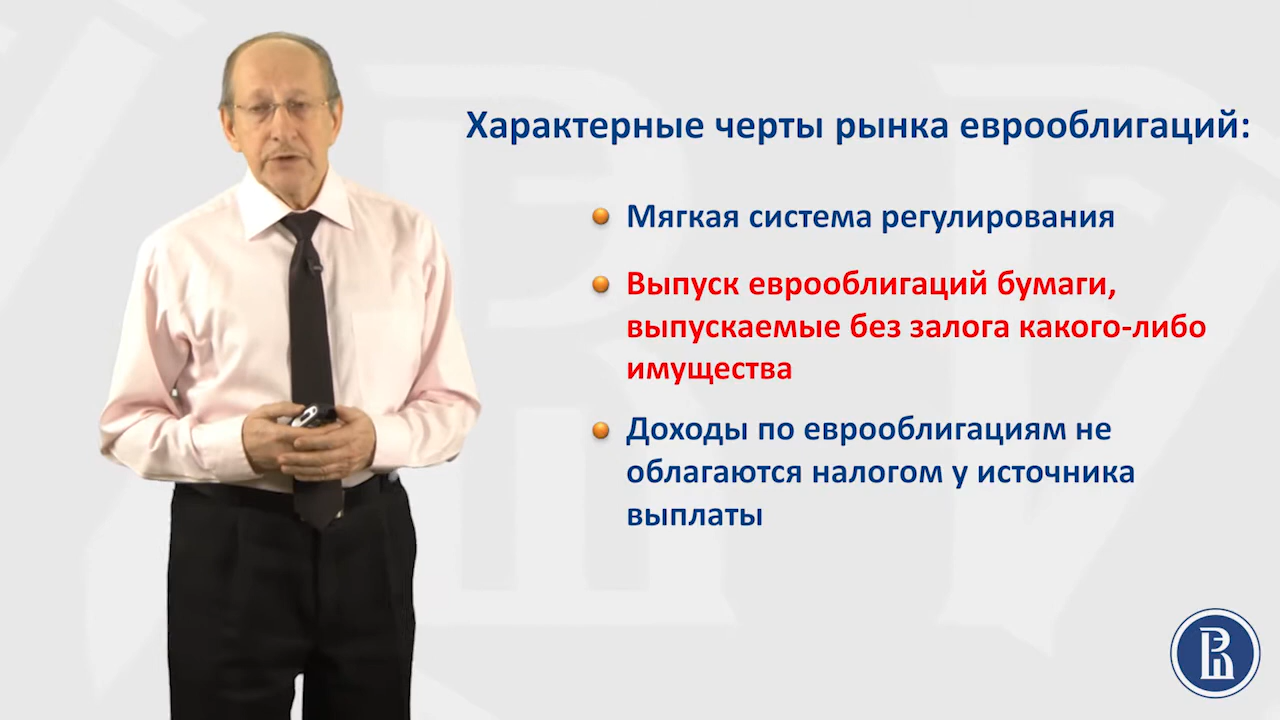 Характерные черты рынка еврооблигаций:
Мягкая система регулирования
Выпуск еврооблигаций бумаги,
выпускаемые без залога какого-либо
имущества
Доходы по еврооблигациям не
облагаются налогом у источника
выплаты